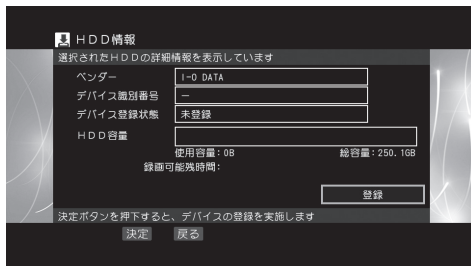 HDD情報
選択されたHDDの詳細情報を表示しています
ベンダー I-O DATA
デバイス識別番号 −
デバイス登録状態 未登録
HDD容量
使用容量:0B 総容量:250.1GB
録画可能残時間:
登録
決定ボタンを押下すると、デバイスの登録を実施します
決定 戻る